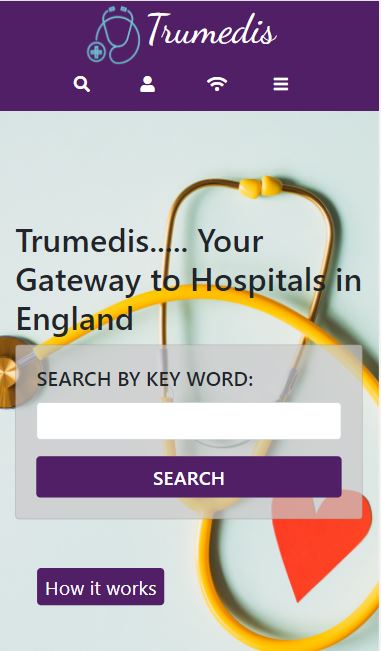 Trumedis
Trumedis..... Your
Gateway to Hospitals in
England
SEARCH BY KEY WORD:
SEARCH
How it works